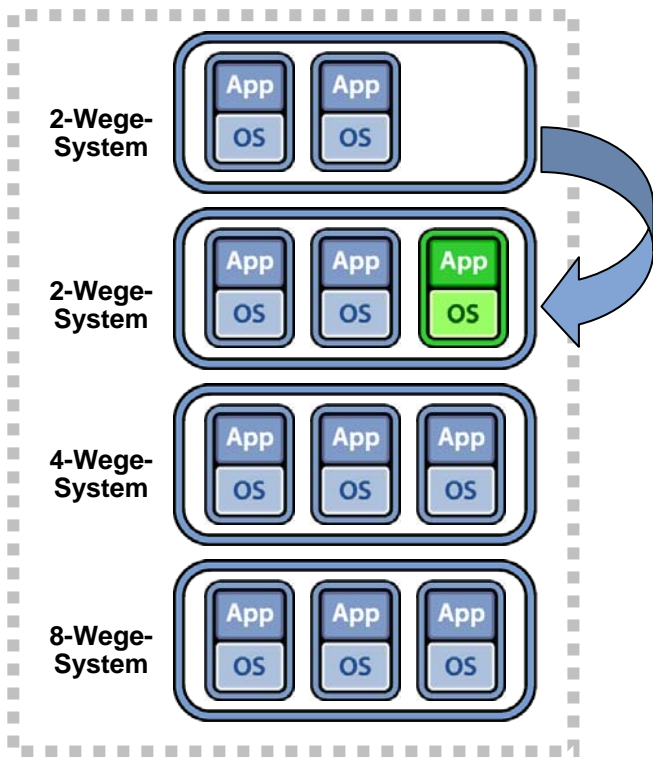 2-Wege-
System
App App
OS OS
2-Wege-
System
App App App
OS OS OS
4-Wege-
System
App App App
OS OS OS
8-Wege-
System
App App App
OS OS OS